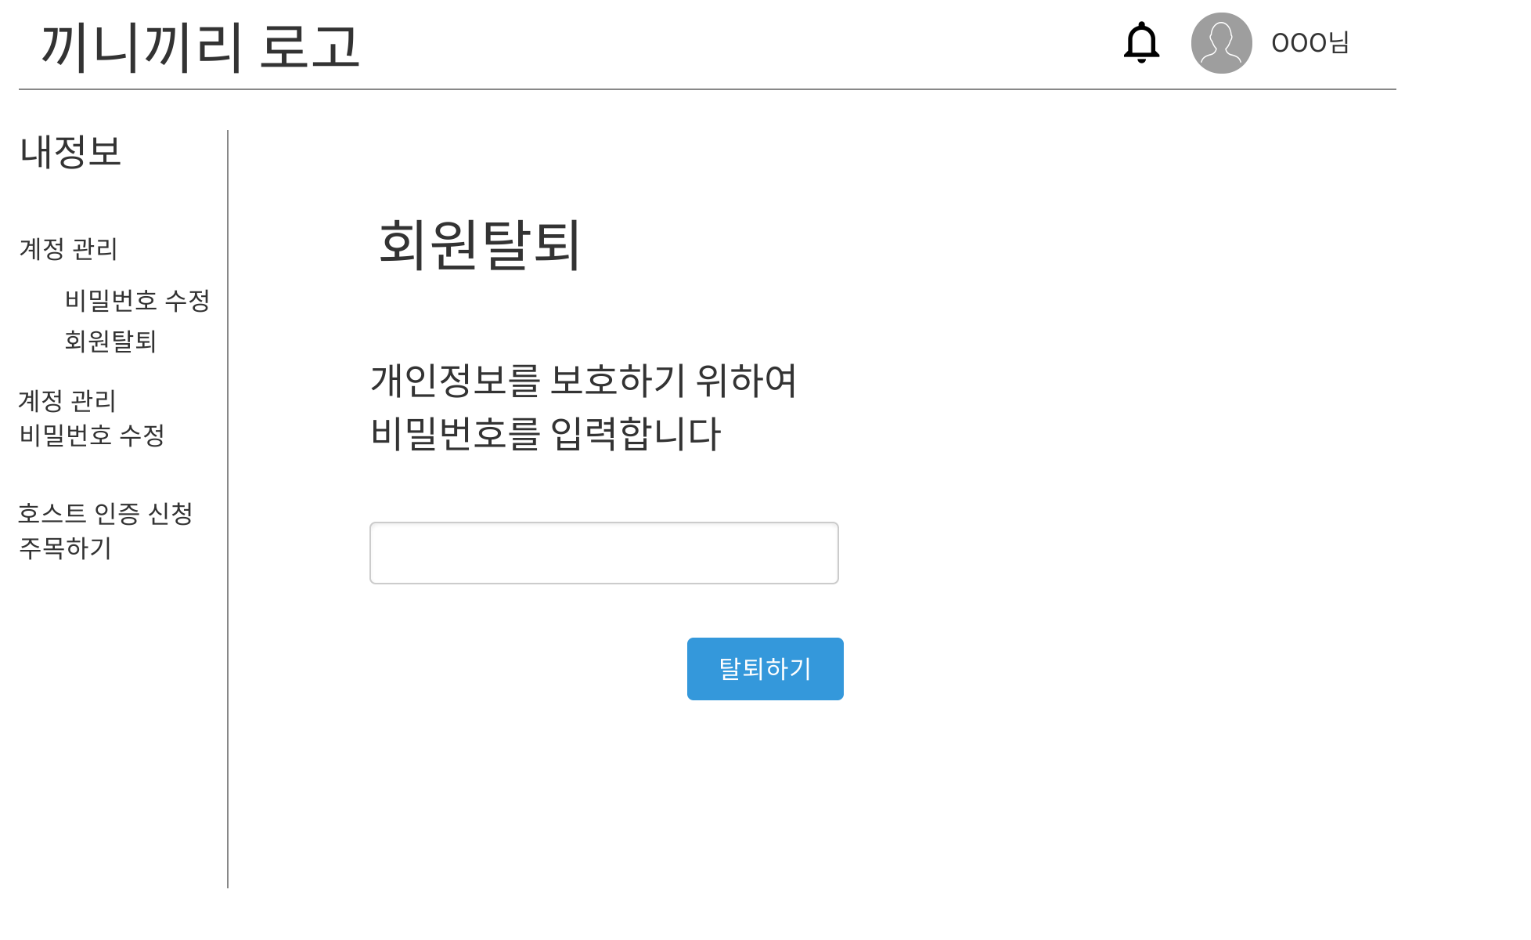 끼니끼리 로고
OOO님
내정보
계정 관리
비밀번호 수정
회원탈퇴
계정 관리
비밀번호 수정
호스트 인증 신청
주목하기
회원탈퇴
개인정보를 보호하기 위하여
비밀번호를 입력합니다
탈퇴하기